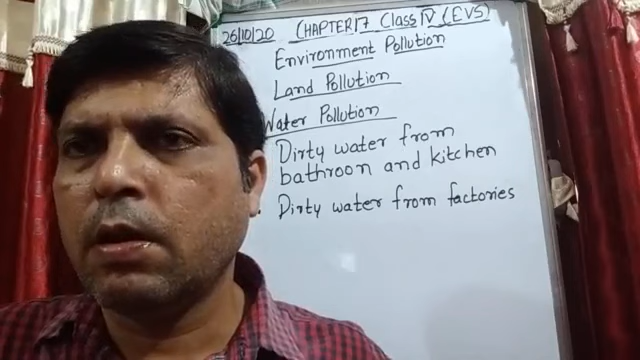 26/10/20 CHAPTER 17 Class IV (EVS)
Environment Pollution
Land Pollution
Water Pollution
Dirty water from
bathroon and kitchen
Dirty water from factories